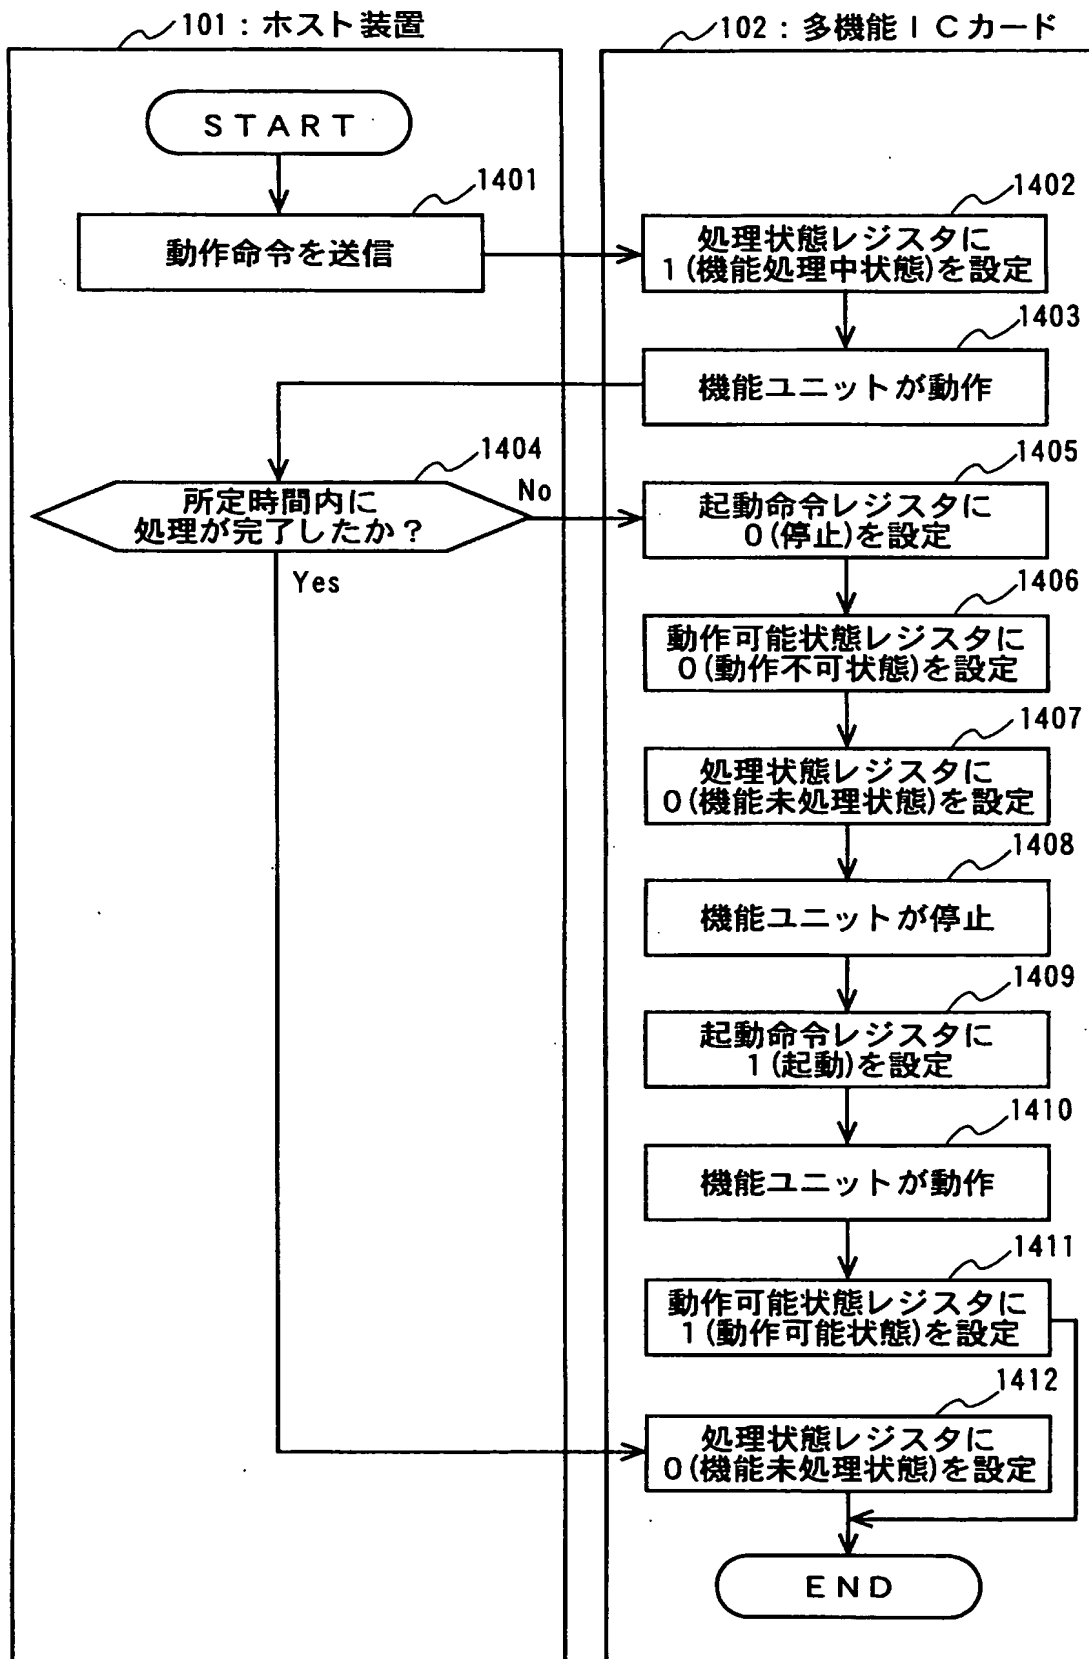 101：ホスト装置
102：多機能ＩＣカード
ＳＴＡＲＴ
1401
動作命令を送信
1402
処理状態レジスタに
1(機能処理中状態)を設定
1403
機能ユニットが動作
1404
所定時間内に
処理が完了したか？
No
Yes
1405
起動命令レジスタに
0(停止)を設定
1406
動作可能状態レジスタに
0(動作不可状態)を設定
1407
処理状態レジスタに
0(機能未処理状態)を設定
1408
機能ユニットが停止
1409
起動命令レジスタに
1(起動)を設定
1410
機能ユニットが動作
1411
動作可能状態レジスタに
1(動作可能状態)を設定
1412
処理状態レジスタに
0(機能未処理状態)を設定
ＥＮＤ